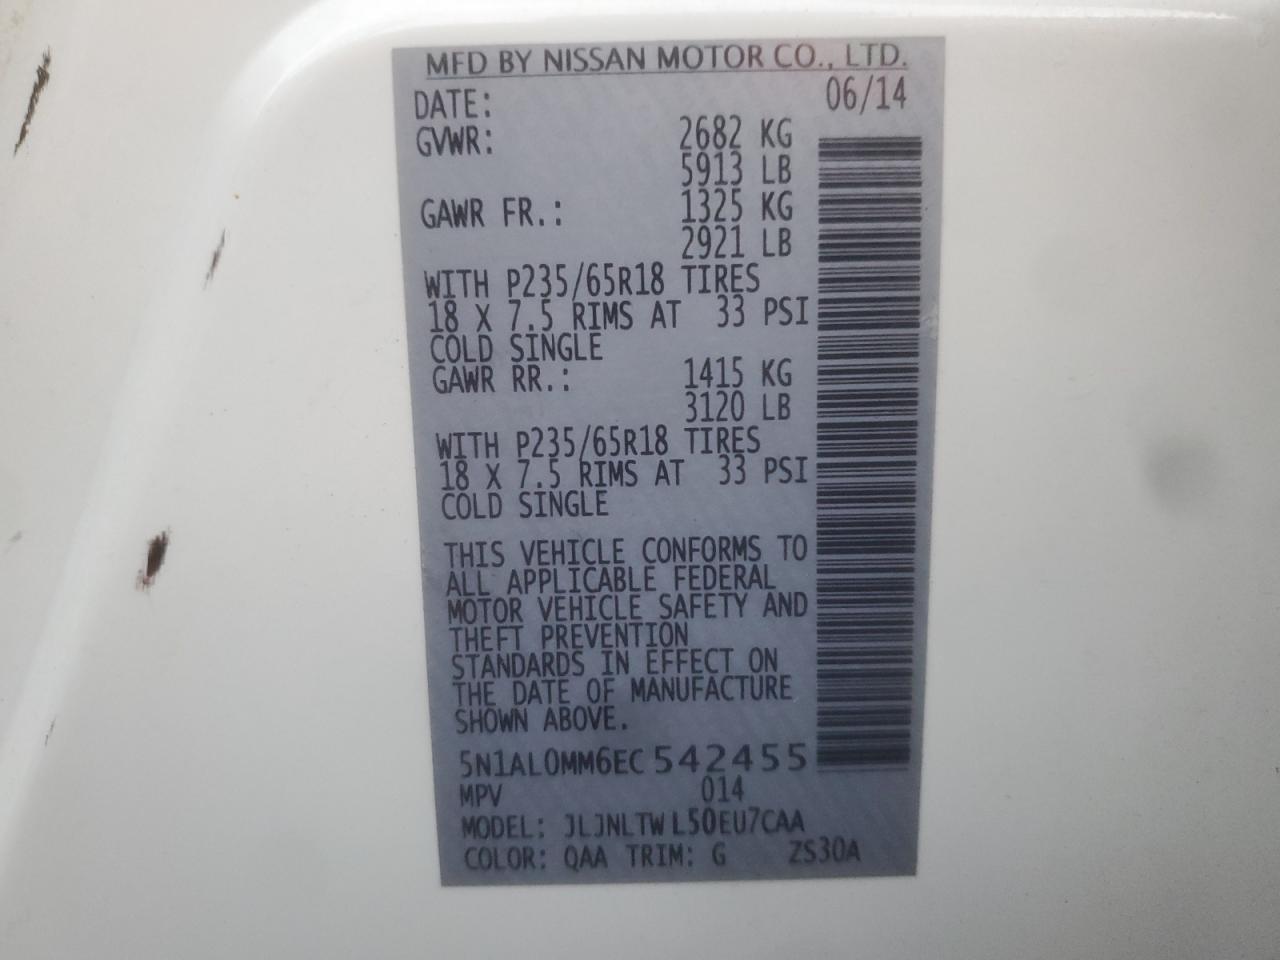 MFD BY NISSAN MOTOR CO., LTD.
DATE: 06/14
GVWR: 2682 KG
5913 LB
GAWR FR.: 1325 KG
2921 LB
WITH P235/65R18 TIRES
18 X 7.5 RIMS AT 33 PSI
COLD SINGLE
GAWR RR.: 1415 KG
3120 LB
WITH P235/65R18 TIRES
18 X 7.5 RIMS AT 33 PSI
COLD SINGLE
THIS VEHICLE CONFORMS TO
ALL APPLICABLE FEDERAL
MOTOR VEHICLE SAFETY AND
THEFT PREVENTION
STANDARDS IN EFFECT ON
THE DATE OF MANUFACTURE
SHOWN ABOVE.
5N1AL0MM6EC542455
MPV 014
MODEL: JLJNLTWL50EU7CAA
COLOR: QAA TRIM: G ZS30A